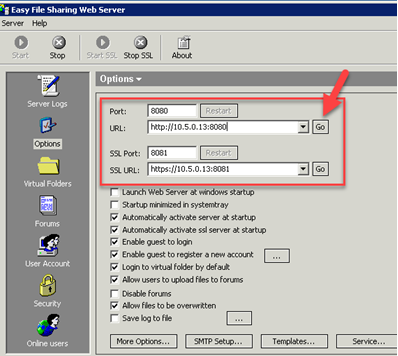 Easy File Sharing Web Server
Server Help
Start Stop Start SSL Stop SSL About
Server Logs
Options
Virtual Folders
Forums
User Account
Security
Online users
Options
Port: 8080 Restart
URL: http://10.5.0.13:8080 Go
SSL Port: 8081 Restart
SSL URL: https://10.5.0.13:8081 Go
Launch Web Server at windows startup
Startup minimized in systemtray
Automatically activate server at startup
Automatically activate ssl server at startup
Enable guest to login
Enable guest to register a new account ...
Login to virtual folder by default
Allow users to upload files to forums
Disable forums
Allow files to be overwritten
Save log to file ...
More Options... SMTP Setup... Templates... Service...